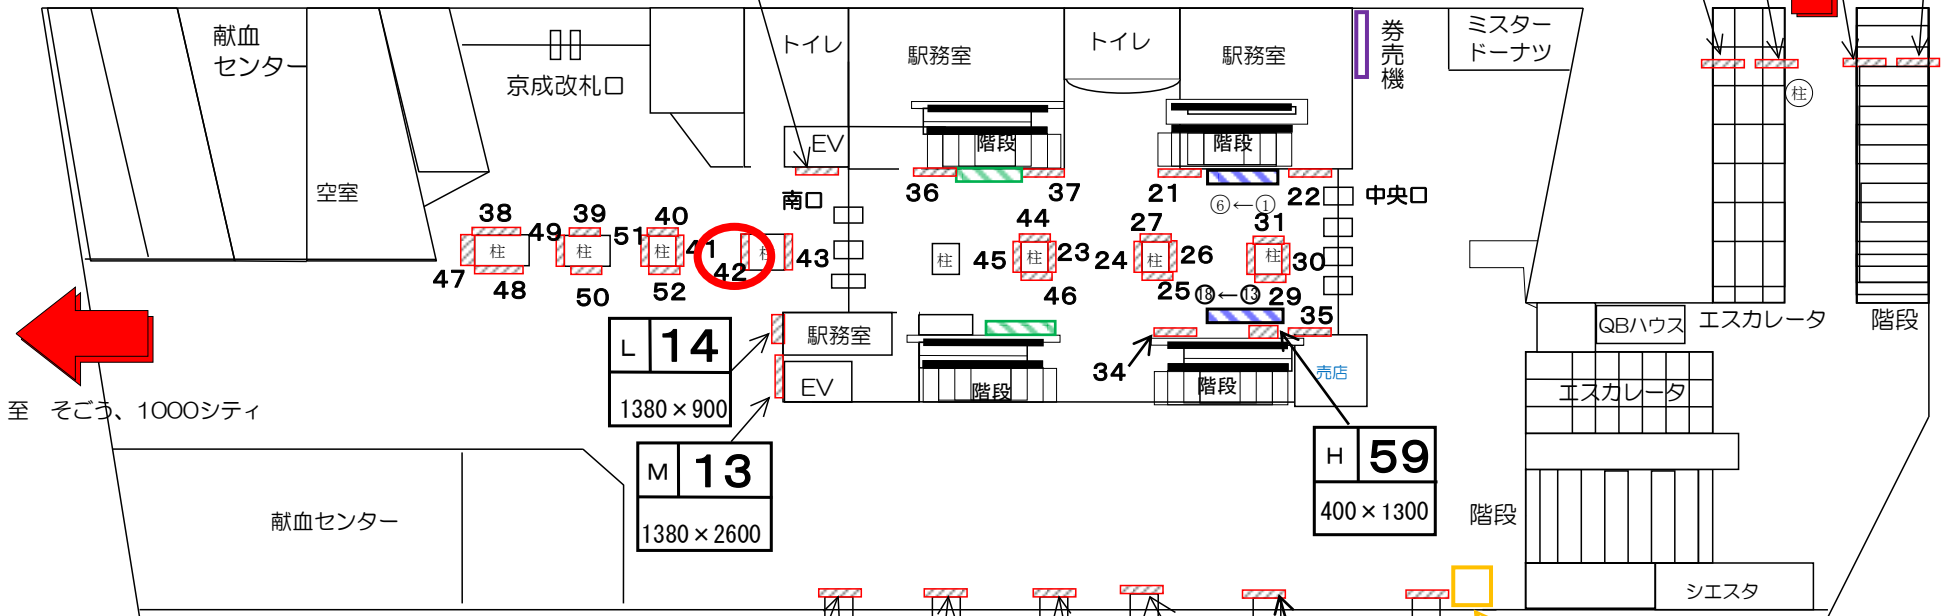 献血
センター
京成改札口
トイレ
駅務室
トイレ
駅務室
券売機
ミスター
ドーナツ
柱
EV
階段
階段
空室
南口
36
37
21
22
中央口
⑥←①
38
39
40
44
27
31
49
51
41
柱
柱
柱
柱
42
43
柱
45
柱
23
24
柱
26
柱
30
47
48
50
52
46
25
⑱←⑬
29
35
34
L
14
1380×900
駅務室
EV
階段
階段
売店
QBハウス
エスカレータ
階段
エスカレータ
至 そごう、1000シティ
M
13
1380×2600
H
59
400×1300
献血センター
階段
シエスタ